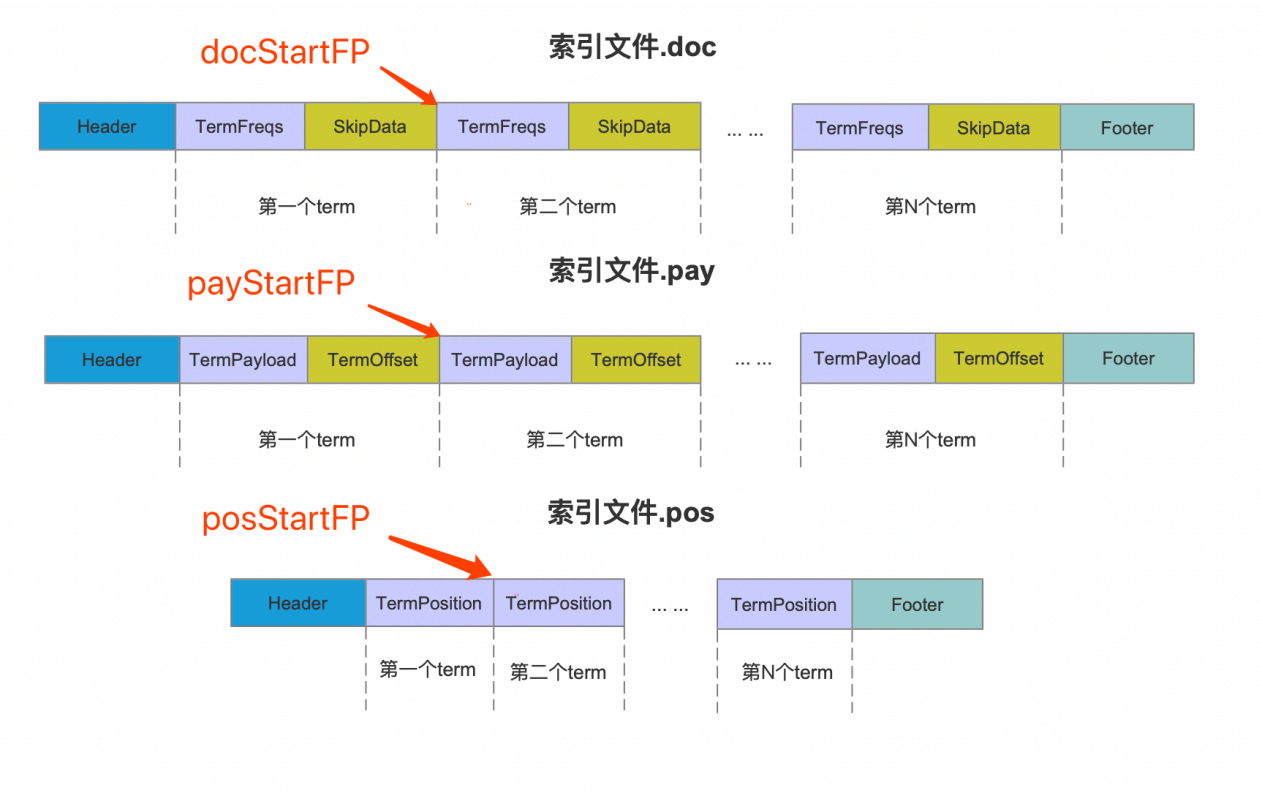 索引文件.doc
docStartFP
Header TermFreqs SkipData TermFreqs SkipData ... ... TermFreqs SkipData Footer
第一个term 第二个term 第N个term
索引文件.pay
payStartFP
Header TermPayload TermOffset TermPayload TermOffset ... ... TermPayload TermOffset Footer
第一个term 第二个term 第N个term
索引文件.pos
posStartFP
Header TermPosition TermPosition ... ... TermPosition Footer
第一个term 第二个term 第N个term